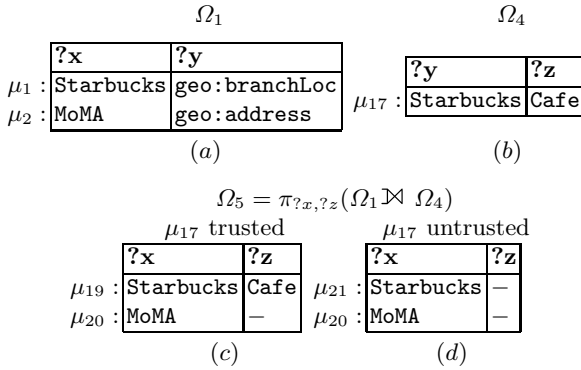 Ω1 Ω4
?x ?y
μ1 : Starbucks geo:branchLoc
μ2 : MoMA geo:address
(a)
?y ?z
μ17 : Starbucks Cafe
(b)
Ω5 = π?x,?z(Ω1 ⟕ Ω4)
μ17 trusted μ17 untrusted
?x ?z
μ19 : Starbucks Cafe
μ20 : MoMA −
(c)
?x ?z
μ21 : Starbucks −
μ20 : MoMA −
(d)